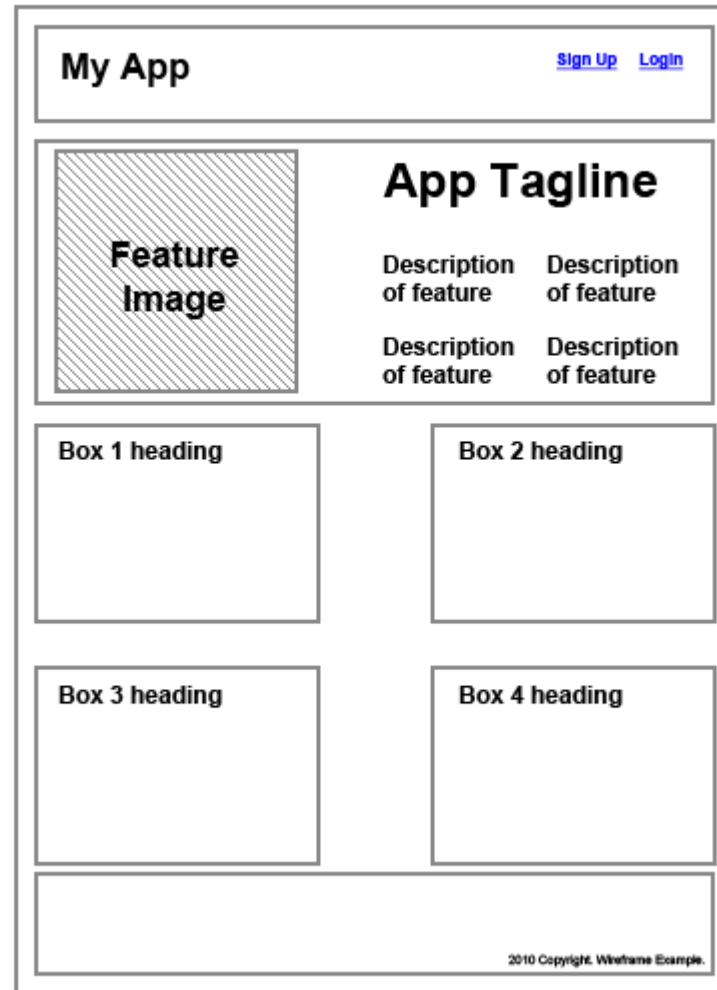 My App
Sign Up Login
Feature
Image
App Tagline
Description
of feature
Description
of feature
Description
of feature
Description
of feature
Box 1 heading
Box 2 heading
Box 3 heading
Box 4 heading
2010 Copyright. Wireframe Example.